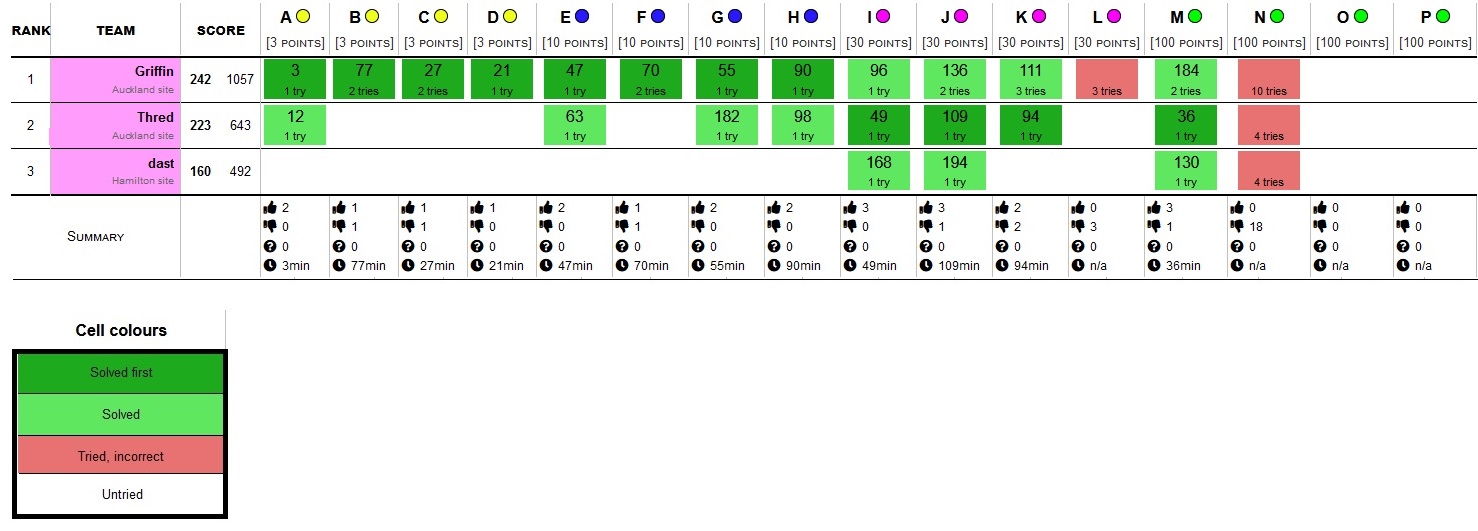 RANK TEAM SCORE A B C D E F G H I J K L M N O P
[3 POINTS] [3 POINTS] [3 POINTS] [3 POINTS] [10 POINTS] [10 POINTS] [10 POINTS] [10 POINTS] [30 POINTS] [30 POINTS] [30 POINTS] [30 POINTS] [100 POINTS] [100 POINTS] [100 POINTS] [100 POINTS]
1 Griffin 242 1057 3 77 27 21 47 70 55 90 96 136 111 184
Auckland site 1 try 2 tries 2 tries 1 try 1 try 2 tries 1 try 1 try 1 try 2 tries 3 tries 3 tries 2 tries 10 tries
2 Thred 223 643 12 63 182 98 49 109 94 36
Auckland site 1 try 1 try 1 try 1 try 1 try 1 try 1 try 1 try 4 tries
3 dast 160 492 168 194 130
Hamilton site 1 try 1 try 1 try 4 tries
SUMMARY
2 1 1 1 2 1 2 2 3 3 2 0 3 0 0 0
0 1 1 0 0 1 0 0 0 1 2 3 1 18 0 0
0 0 0 0 0 0 0 0 0 0 0 0 0 0 0 0
3min 77min 27min 21min 47min 70min 55min 90min 49min 109min 94min n/a 36min n/a n/a n/a
Cell colours
Solved first
Solved
Tried, incorrect
Untried